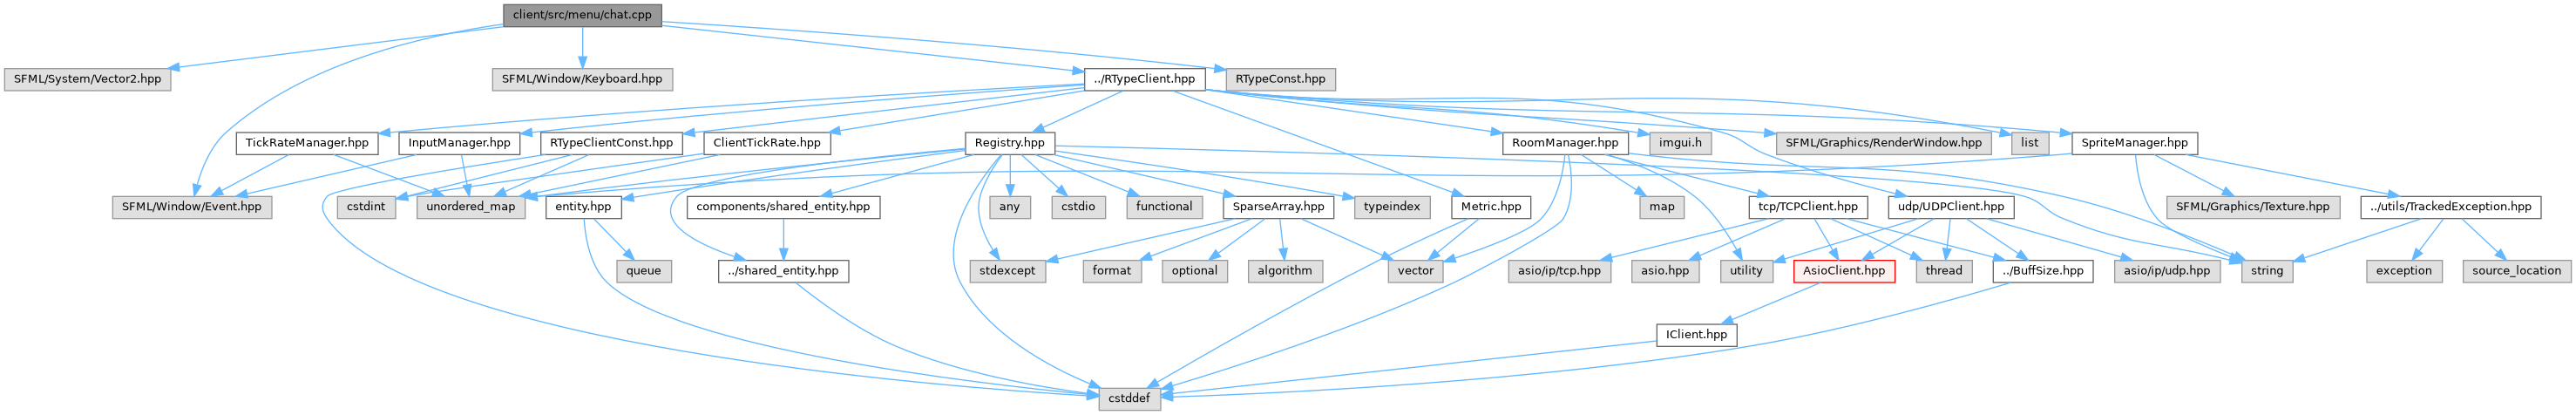 client/src/menu/chat.cpp
SFML/System/Vector2.hpp
SFML/Window/Keyboard.hpp
../RTypeClient.hpp
RTypeConst.hpp
TickRateManager.hpp
InputManager.hpp
RTypeClientConst.hpp
ClientTickRate.hpp
Registry.hpp
RoomManager.hpp
imgui.h
SFML/Graphics/RenderWindow.hpp
list
SpriteManager.hpp
SFML/Window/Event.hpp
cstdint
unordered_map
entity.hpp
components/shared_entity.hpp
any
cstdio
functional
SparseArray.hpp
typeindex
Metric.hpp
map
tcp/TCPClient.hpp
udp/UDPClient.hpp
SFML/Graphics/Texture.hpp
../utils/TrackedException.hpp
queue
../shared_entity.hpp
stdexcept
format
optional
algorithm
vector
asio/ip/tcp.hpp
asio.hpp
utility
AsioClient.hpp
thread
../BuffSize.hpp
asio/ip/udp.hpp
string
exception
source_location
IClient.hpp
cstddef